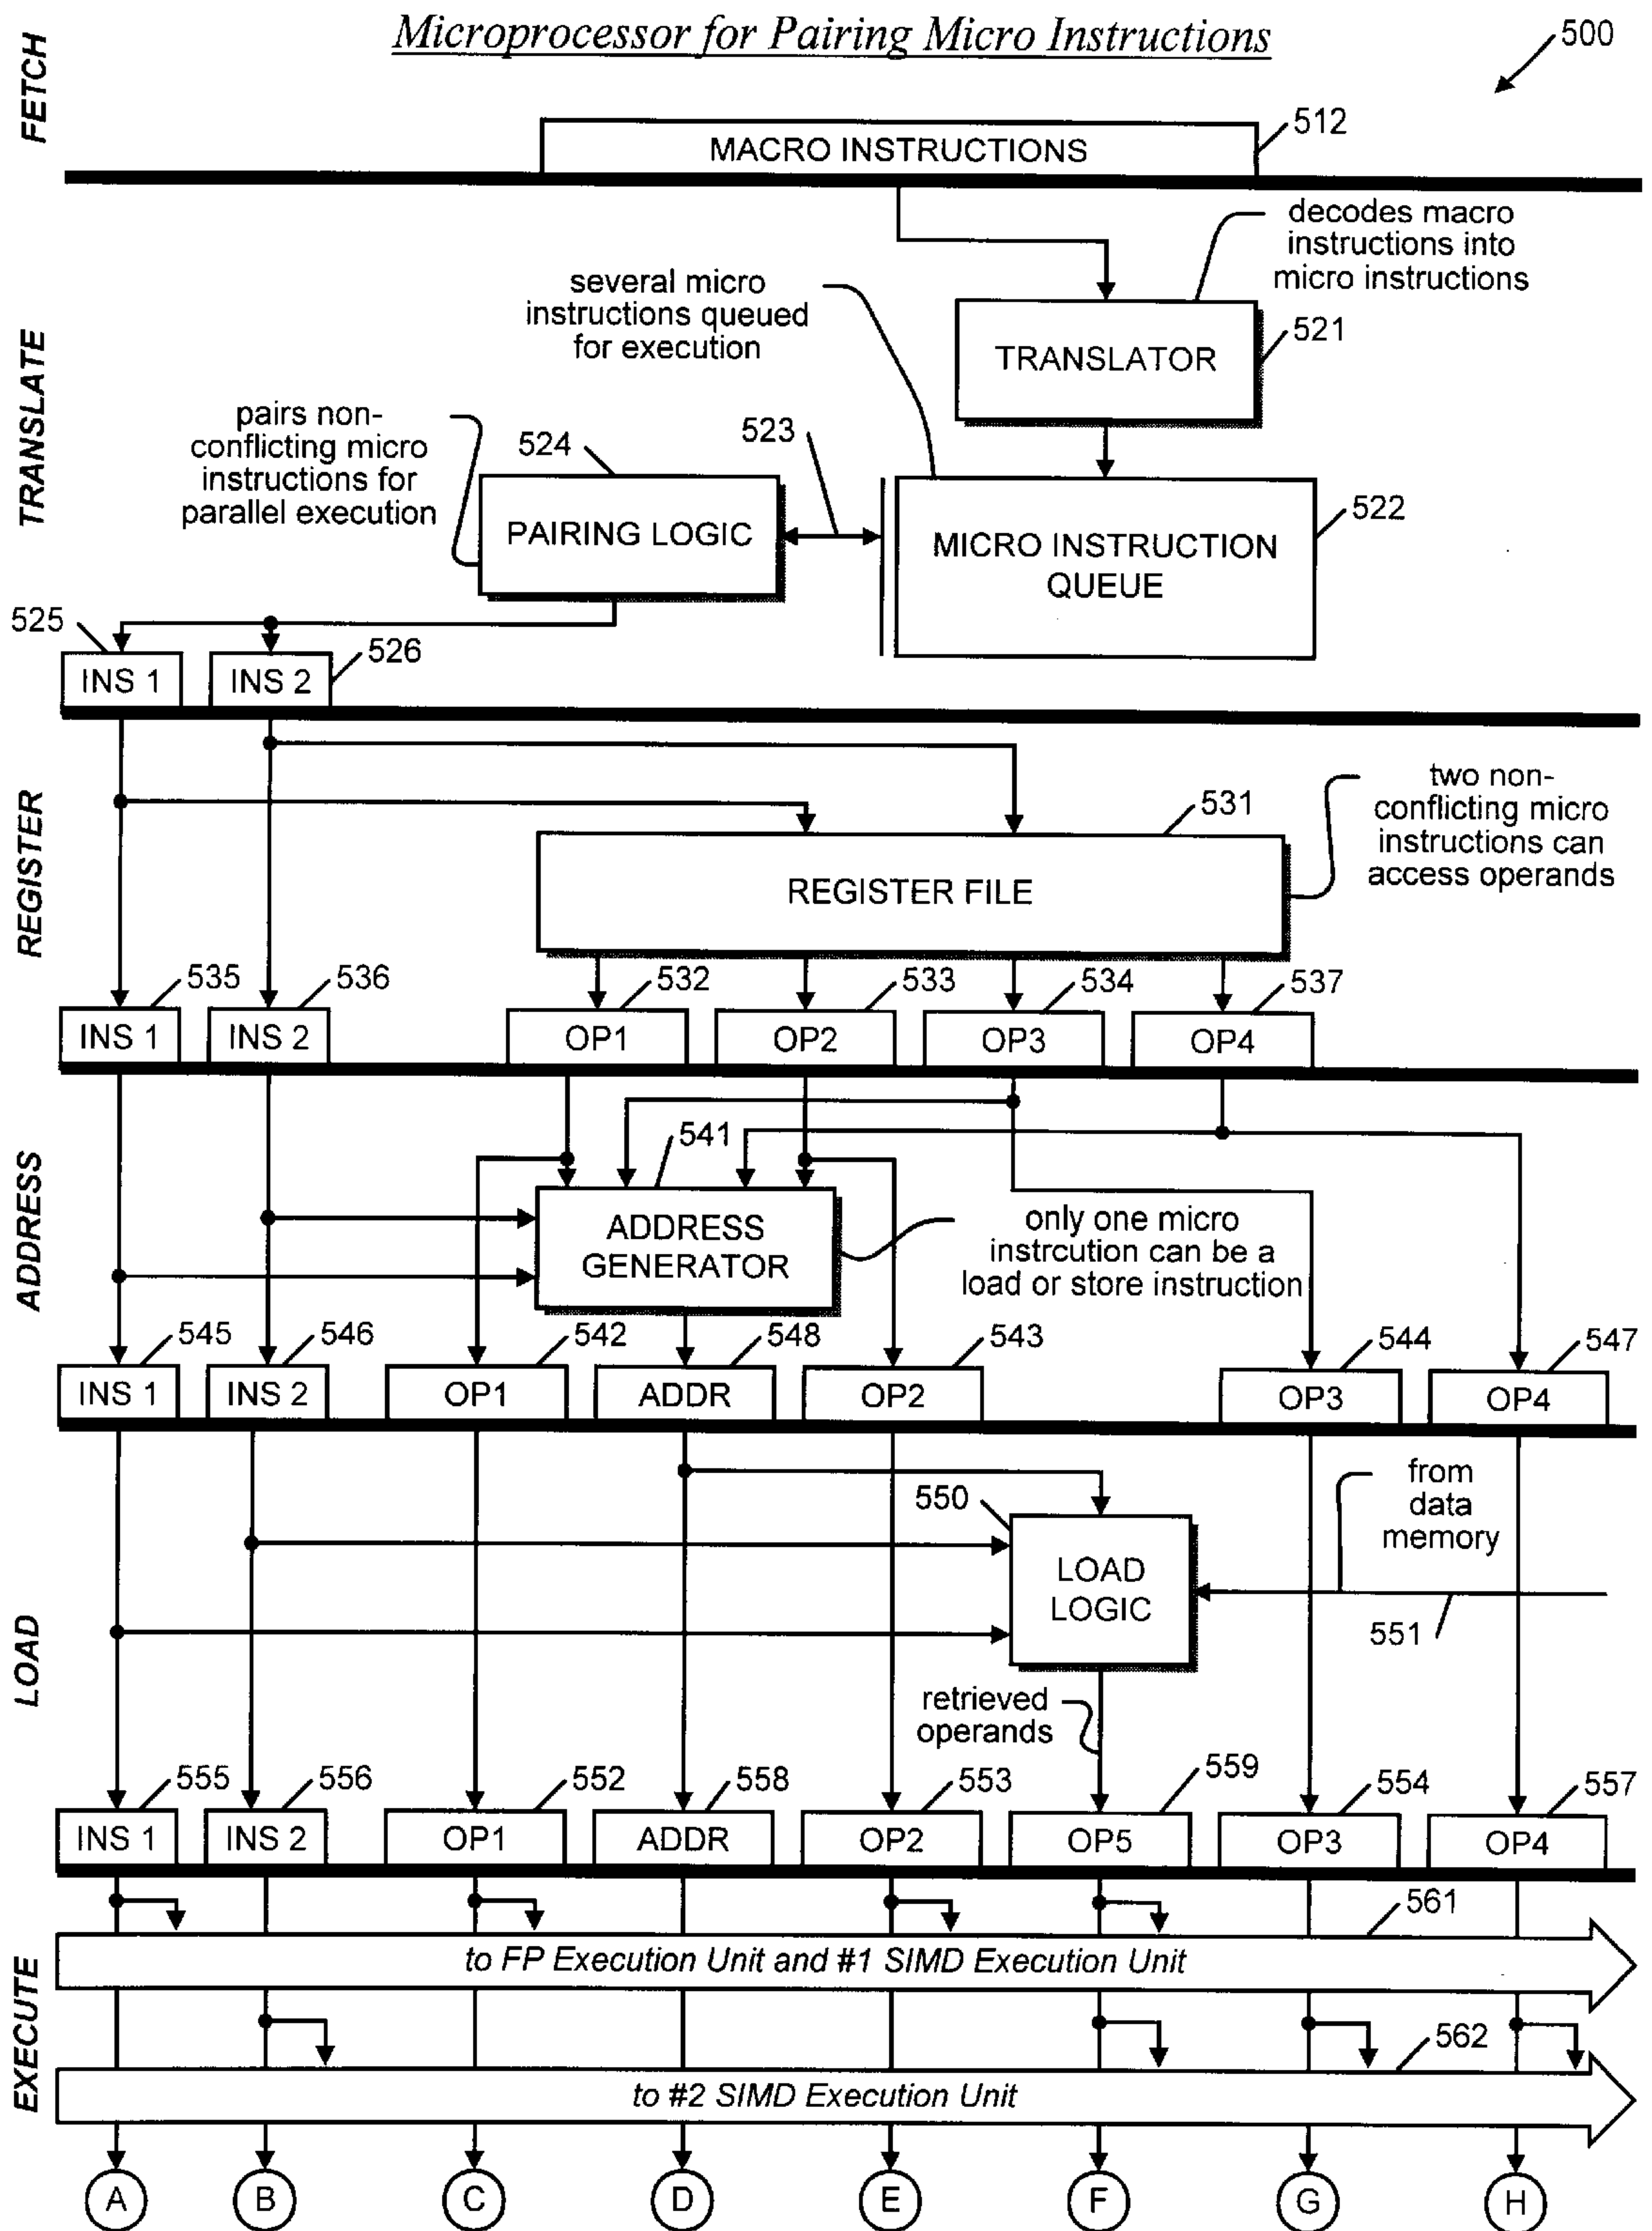 Microprocessor for Pairing Micro Instructions
500
FETCH
512
MACRO INSTRUCTIONS
decodes macro
instructions into
micro instructions
several micro
instructions queued
for execution
TRANSLATE
521
TRANSLATOR
pairs non-
conflicting micro
instructions for
parallel execution
524
523
PAIRING LOGIC
522
MICRO INSTRUCTION
QUEUE
525
526
INS 1
INS 2
REGISTER
two non-
conflicting micro
instructions can
access operands
531
REGISTER FILE
535
536
532
533
534
537
INS 1
INS 2
OP1
OP2
OP3
OP4
ADDRESS
541
ADDRESS
GENERATOR
only one micro
instrcution can be a
load or store instruction
545
546
542
548
543
544
547
INS 1
INS 2
OP1
ADDR
OP2
OP3
OP4
LOAD
550
from
data
memory
LOAD
LOGIC
551
retrieved
operands
555
556
552
558
553
559
554
557
INS 1
INS 2
OP1
ADDR
OP2
OP5
OP3
OP4
EXECUTE
561
to FP Execution Unit and #1 SIMD Execution Unit
562
to #2 SIMD Execution Unit
A
B
C
D
E
F
G
H